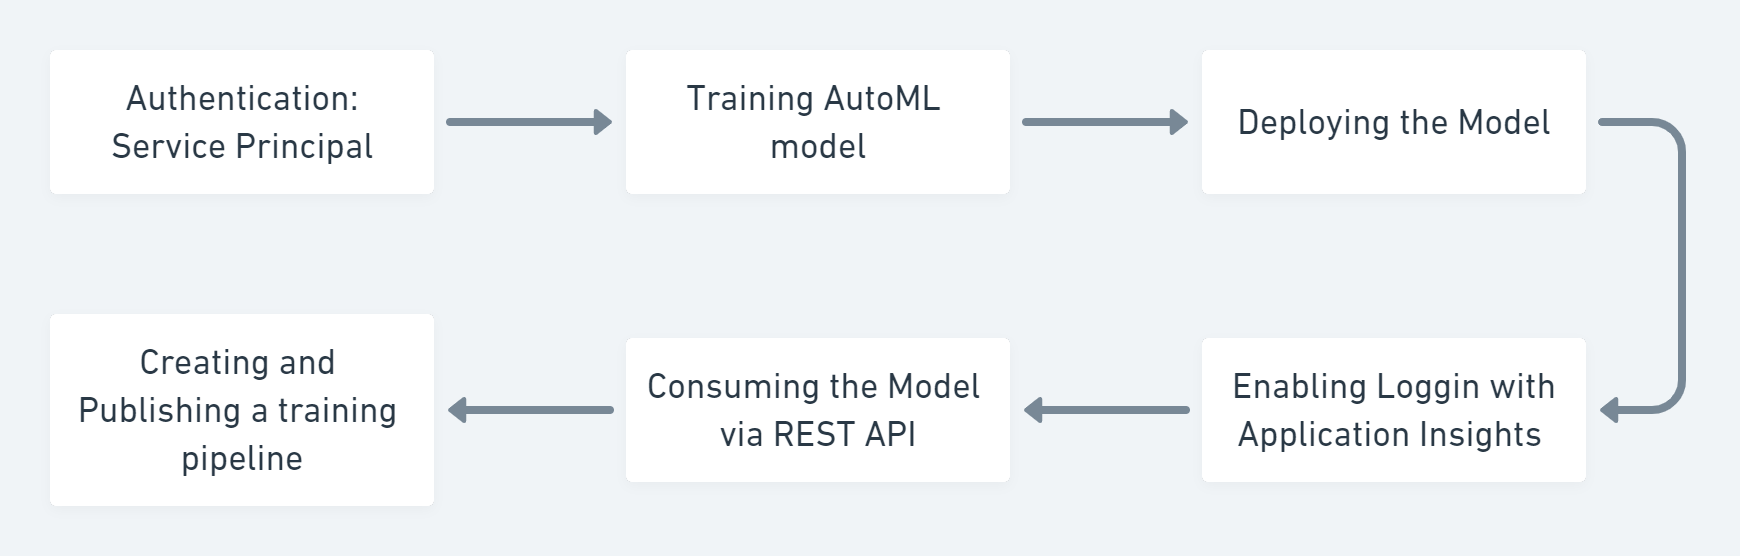 Authentication:
Service Principal
Training AutoML
model
Deploying the Model
Enabling Loggin with
Application Insights
Consuming the Model
via REST API
Creating and
Publishing a training
pipeline